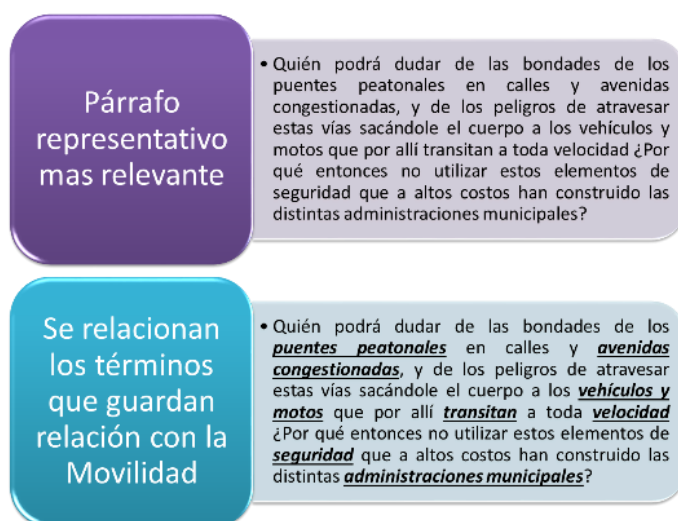 Párrafo
representativo
mas relevante
• Quién podrá dudar de las bondades de los
puentes peatonales en calles y avenidas
congestionadas, y de los peligros de atravesar
estas vías sacándole el cuerpo a los vehículos y
motos que por allí transitan a toda velocidad ¿Por
qué entonces no utilizar estos elementos de
seguridad que a altos costos han construido las
distintas administraciones municipales?
Se relacionan
los términos
que guardan
relación con la
Movilidad
• Quién podrá dudar de las bondades de los
puentes peatonales en calles y avenidas
congestionadas, y de los peligros de atravesar
estas vías sacándole el cuerpo a los vehículos y
motos que por allí transitan a toda velocidad
¿Por qué entonces no utilizar estos elementos de
seguridad que a altos costos han construido las
distintas administraciones municipales?